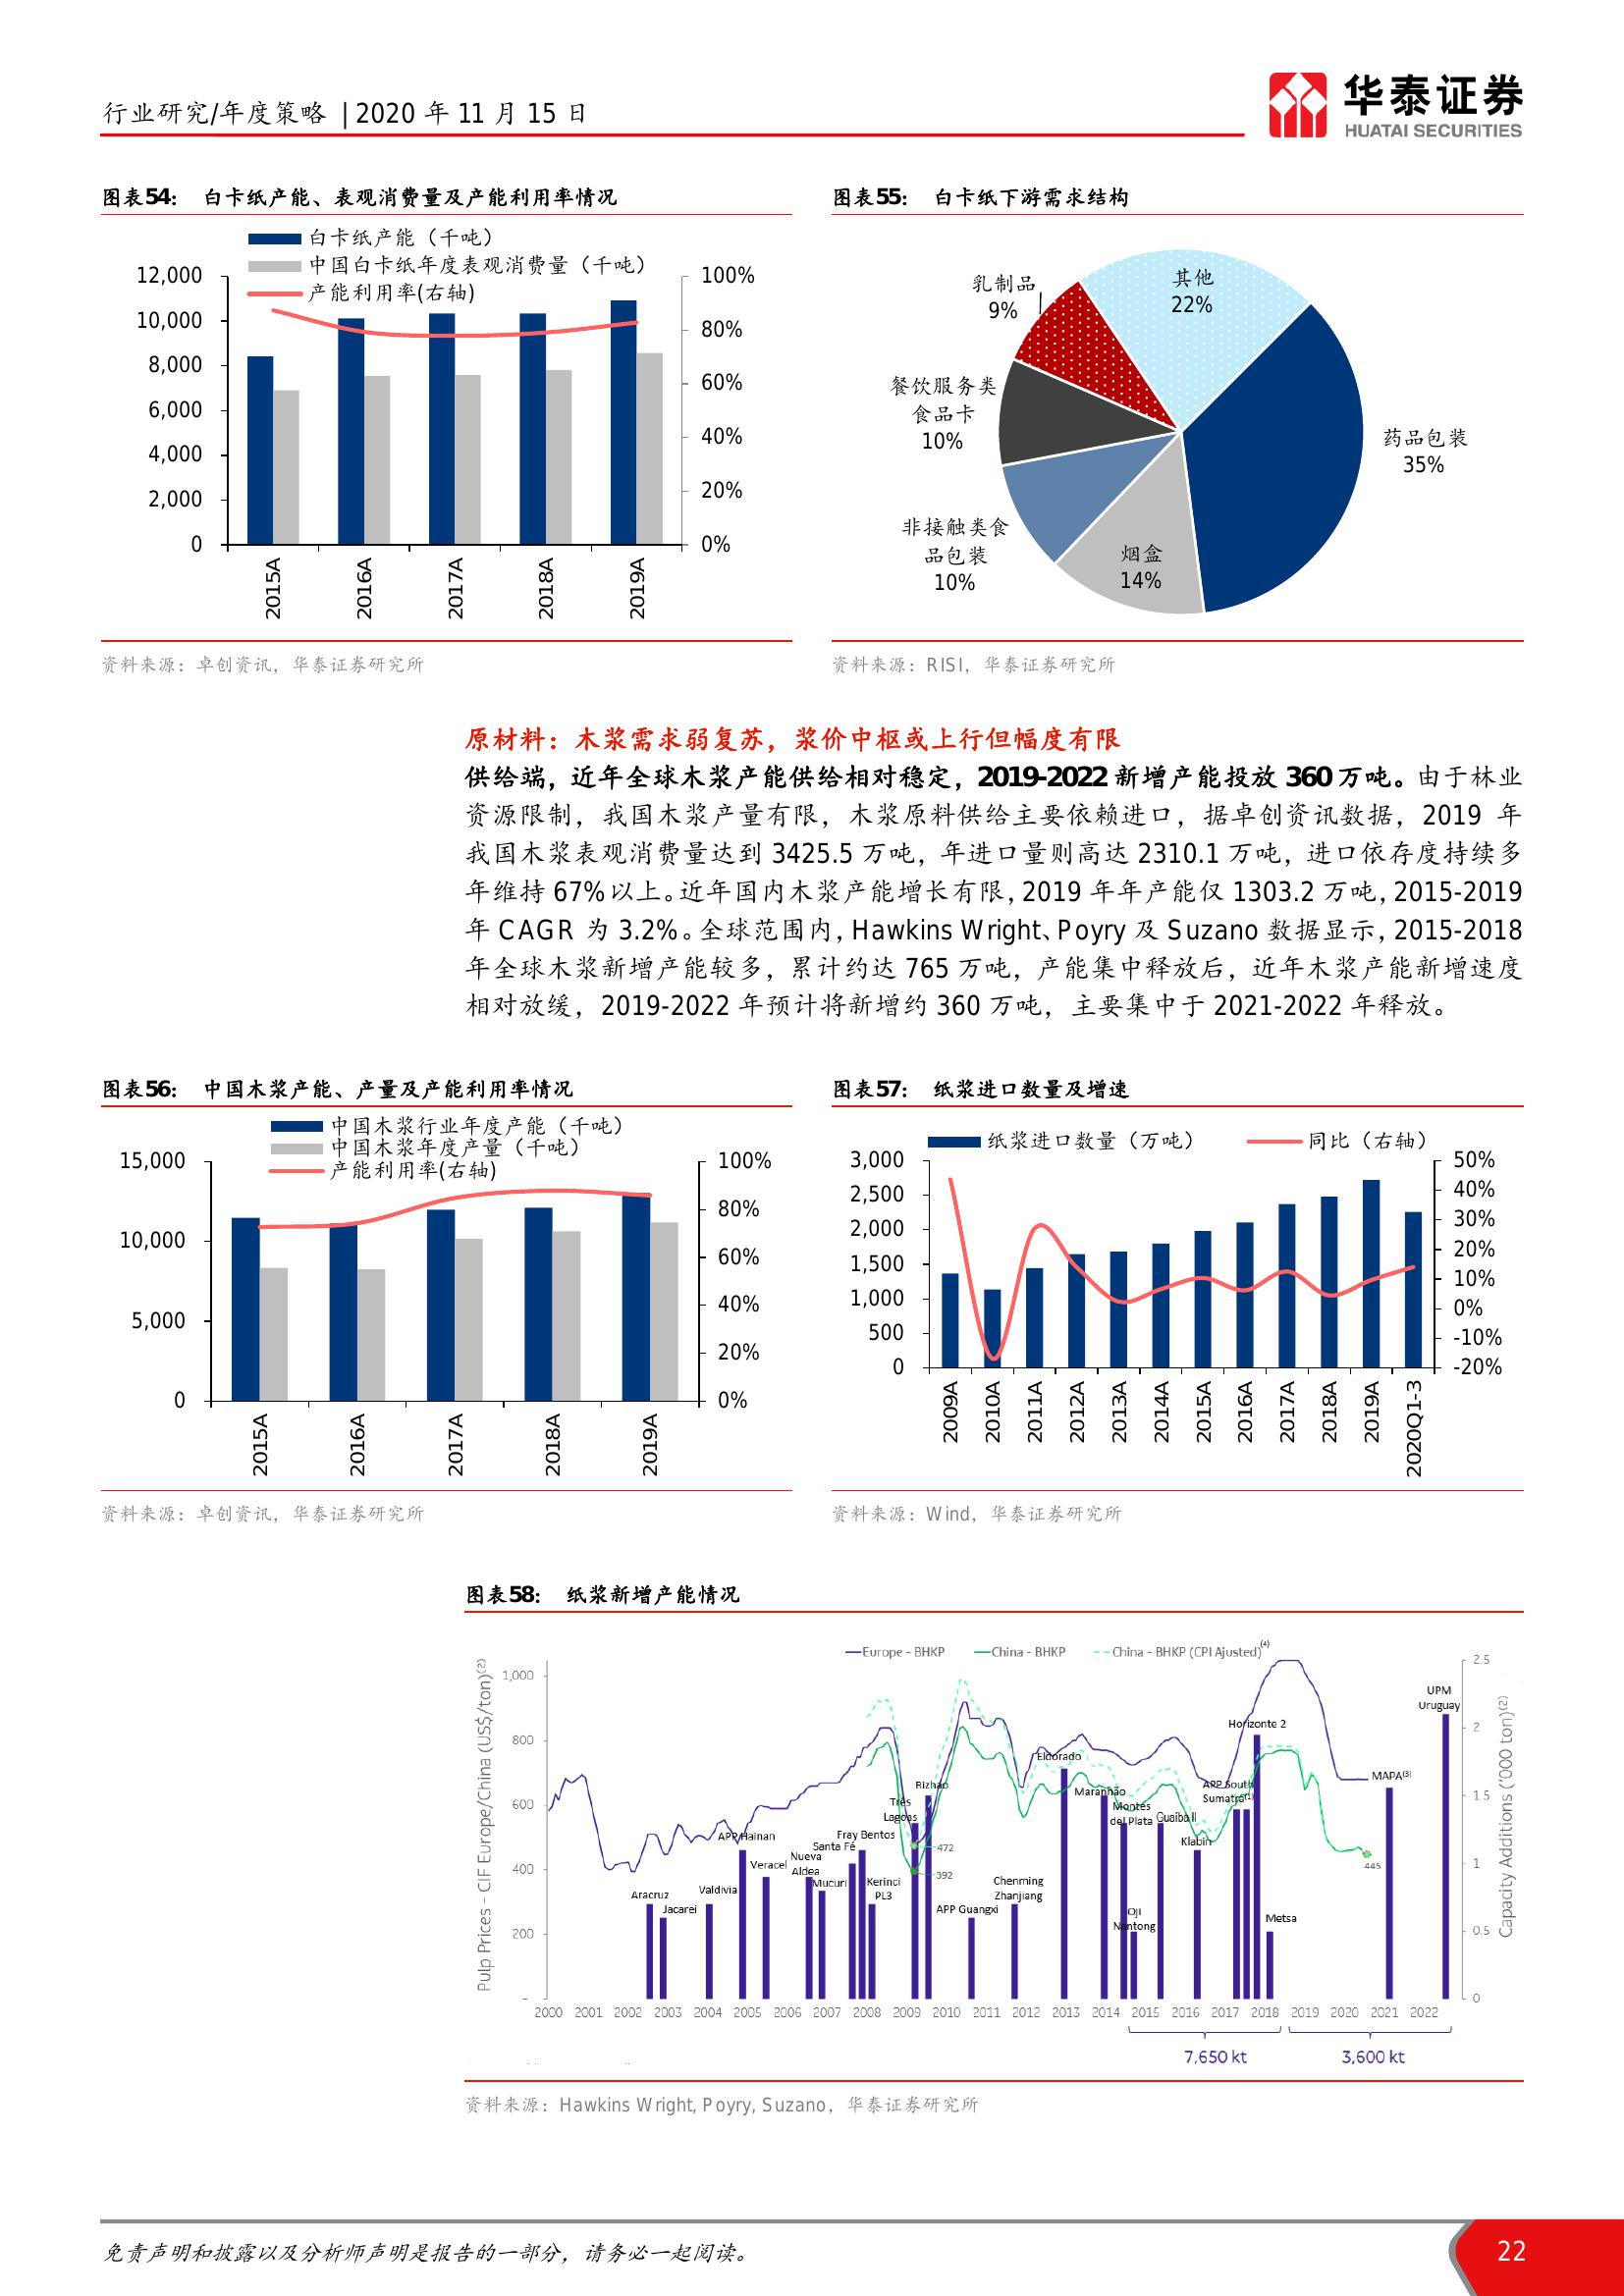 行业研究/年度策略 | 2020 年 11 月 15 日
华泰证券
HUATAI SECURITIES
图表54： 白卡纸产能、表观消费量及产能利用率情况
白卡纸产能（千吨）
中国白卡纸年度表观消费量（千吨）
产能利用率(右轴)
12,000
10,000
8,000
6,000
4,000
2,000
0
100%
80%
60%
40%
20%
0%
2015A
2016A
2017A
2018A
2019A
资料来源：卓创资讯，华泰证券研究所
图表55： 白卡纸下游需求结构
其他
22%
乳制品
9%
餐饮服务类
食品卡
10%
非接触类食
品包装
10%
烟盒
14%
药品包装
35%
资料来源：RISI，华泰证券研究所
原材料：木浆需求弱复苏，浆价中枢或上行但幅度有限
供给端，近年全球木浆产能供给相对稳定，2019-2022 新增产能投放 360 万吨。由于林业
资源限制，我国木浆产量有限，木浆原料供给主要依赖进口，据卓创资讯数据，2019 年
我国木浆表观消费量达到 3425.5 万吨，年进口量则高达 2310.1 万吨，进口依存度持续多
年维持 67%以上。近年国内木浆产能增长有限，2019 年年产能仅 1303.2 万吨，2015-2019
年 CAGR 为 3.2%。全球范围内，Hawkins Wright、Poyry 及 Suzano 数据显示，2015-2018
年全球木浆新增产能较多，累计约达 765 万吨，产能集中释放后，近年木浆产能新增速度
相对放缓，2019-2022 年预计将新增约 360 万吨，主要集中于 2021-2022 年释放。
图表56： 中国木浆产能、产量及产能利用率情况
中国木浆行业年度产能（千吨）
中国木浆年度产量（千吨）
产能利用率(右轴)
15,000
10,000
5,000
0
100%
80%
60%
40%
20%
0%
2015A
2016A
2017A
2018A
2019A
资料来源：卓创资讯，华泰证券研究所
图表57： 纸浆进口数量及增速
纸浆进口数量（万吨）
同比（右轴）
3,000
2,500
2,000
1,500
1,000
500
0
50%
40%
30%
20%
10%
0%
-10%
-20%
2009A
2010A
2011A
2012A
2013A
2014A
2015A
2016A
2017A
2018A
2019A
2020Q1-3
资料来源：Wind，华泰证券研究所
图表58： 纸浆新增产能情况
Europe - BHKP
China - BHKP
China - BHKP (CPI Ajusted)(4)
Pulp Prices - CIF Europe/China (US$/ton)(2)
1,000
800
600
400
200
-
2.5
2
1.5
1
0.5
0
Capacity Additions ('000 ton)(2)
Aracruz
Jacarei
Valdivia
APP Hainan
Veracel
Nueva
Aldea
Mucuri
Santa Fé
Fray Bentos
Kerinci
PL3
Três
Lagoas
Rizhao
472
392
APP Guangxi
Chenming
Zhanjiang
Eldorado
Maranhão
Montes
del Plata
Oji
Nantong
Guaíba II
Klabin
APP South
Sumatra(1)
Horizonte 2
Metsa
445
MAPA(3)
UPM
Uruguay
2000 2001 2002 2003 2004 2005 2006 2007 2008 2009 2010 2011 2012 2013 2014 2015 2016 2017 2018 2019 2020 2021 2022
7,650 kt
3,600 kt
资料来源：Hawkins Wright, Poyry, Suzano，华泰证券研究所
免责声明和披露以及分析师声明是报告的一部分，请务必一起阅读。
22